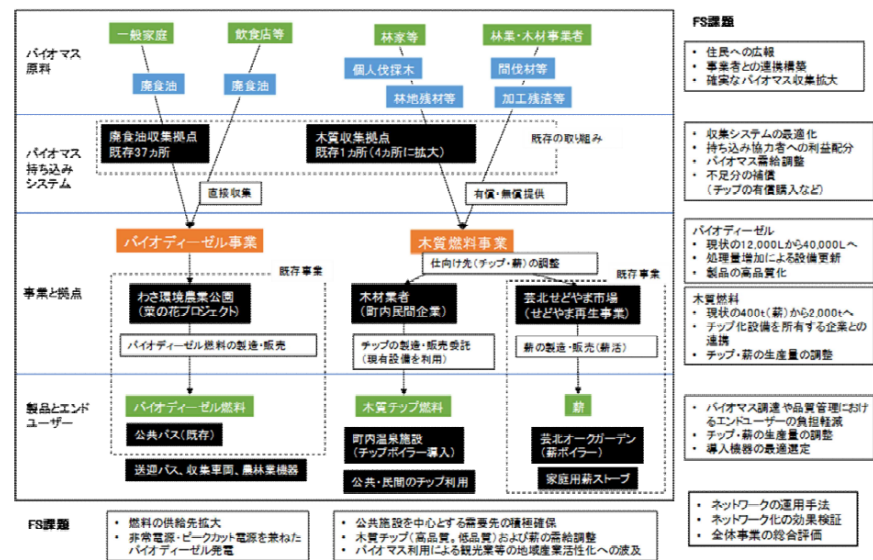 FS課題
一般家庭
飲食店等
林家等
林業・木材事業者
バイオマス
原料
廃食油
廃食油
個人伐採木
間伐材等
林地残材等
加工残渣等
・ 住民への広報
・ 事業者との連携構築
・ 確実なバイオマス収集拡大
バイオマス
持ち込み
システム
廃食油収集拠点
既存37ヵ所
木質収集拠点
既存1ヵ所(4ヵ所に拡大)
既存の取り組み
直接収集
有償・無償提供
・ 収集システムの最適化
・ 持ち込み協力者への利益配分
・ バイオマス需給調整
・ 不足分の補償
(チップの有償購入など)
バイオディーゼル事業
木質燃料事業
仕向け先(チップ・薪)の調整
既存事業
既存事業
事業と拠点
わさ環境農業公園
(菜の花プロジェクト)
木材業者
(町内民間企業)
芸北せどやま市場
(せどやま再生事業)
バイオディーゼル燃料の製造・販売
チップの製造・販売委託
(現有設備を利用)
薪の製造・販売(薪活)
バイオディーゼル
・ 現状の12,000Lから40,000Lへ
・ 処理量増加による設備更新
・ 製品の高品質化
木質燃料
・ 現状の400t(薪)から2,000tへ
・ チップ化設備を所有する企業との
連携
・ チップ・薪の生産量の調整
製品とエンド
ユーザー
バイオディーゼル燃料
木質チップ燃料
薪
公共バス(既存)
送迎バス、収集車両、農林業機器
町内温泉施設
(チップボイラー導入)
公共・民間のチップ利用
芸北オークガーデン
(薪ボイラー)
家庭用薪ストーブ
・ バイオマス調達や品質管理におけ
るエンドユーザーの負担軽減
・ チップ・薪の生産量の調整
・ 導入機器の最適選定
FS課題
・ 燃料の供給先拡大
・ 非常電源・ピークカット電源を兼ねた
バイオディーゼル発電
・ 公共施設を中心とする需要先の積極確保
・ 木質チップ(高品質、低品質)および薪の需給調整
・ バイオマス利用による観光業等の地域産業活性化への波及
・ ネットワークの運用手法
・ ネットワーク化の効果検証
・ 全体事業の総合評価